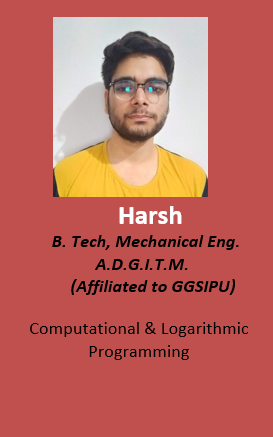 Harsh
B. Tech, Mechanical Eng.
A.D.G.I.T.M.
(Affiliated to GGSIPU)
Computational & Logarithmic
Programming